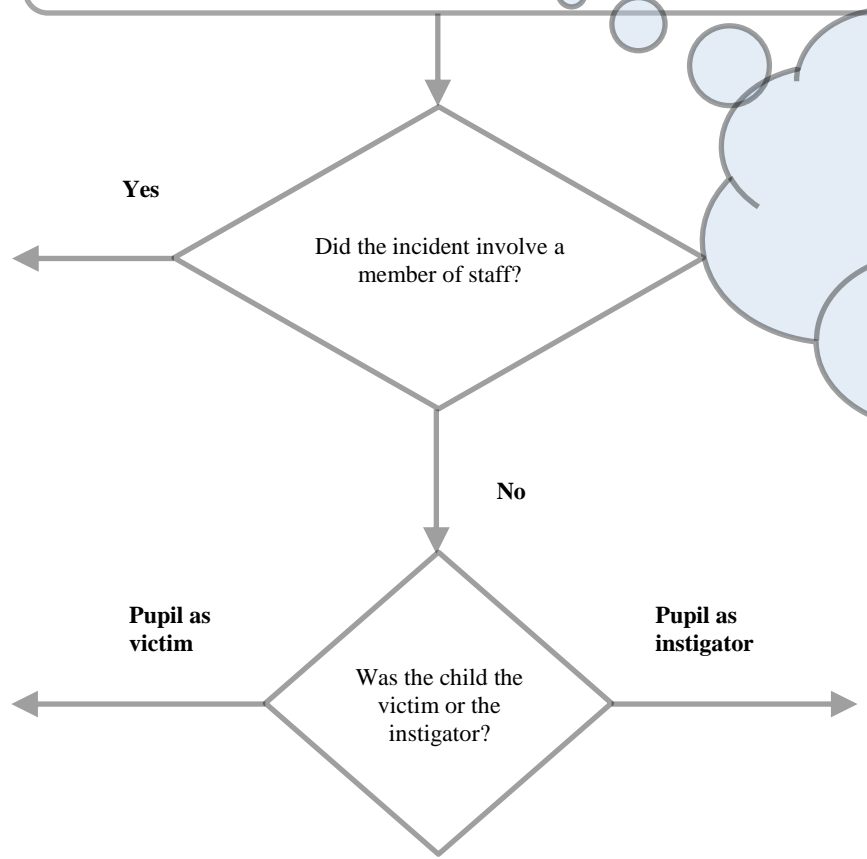 Yes
Did the incident involve a
member of staff?
No
Pupil as
victim
Pupil as
instigator
Was the child the
victim or the
instigator?